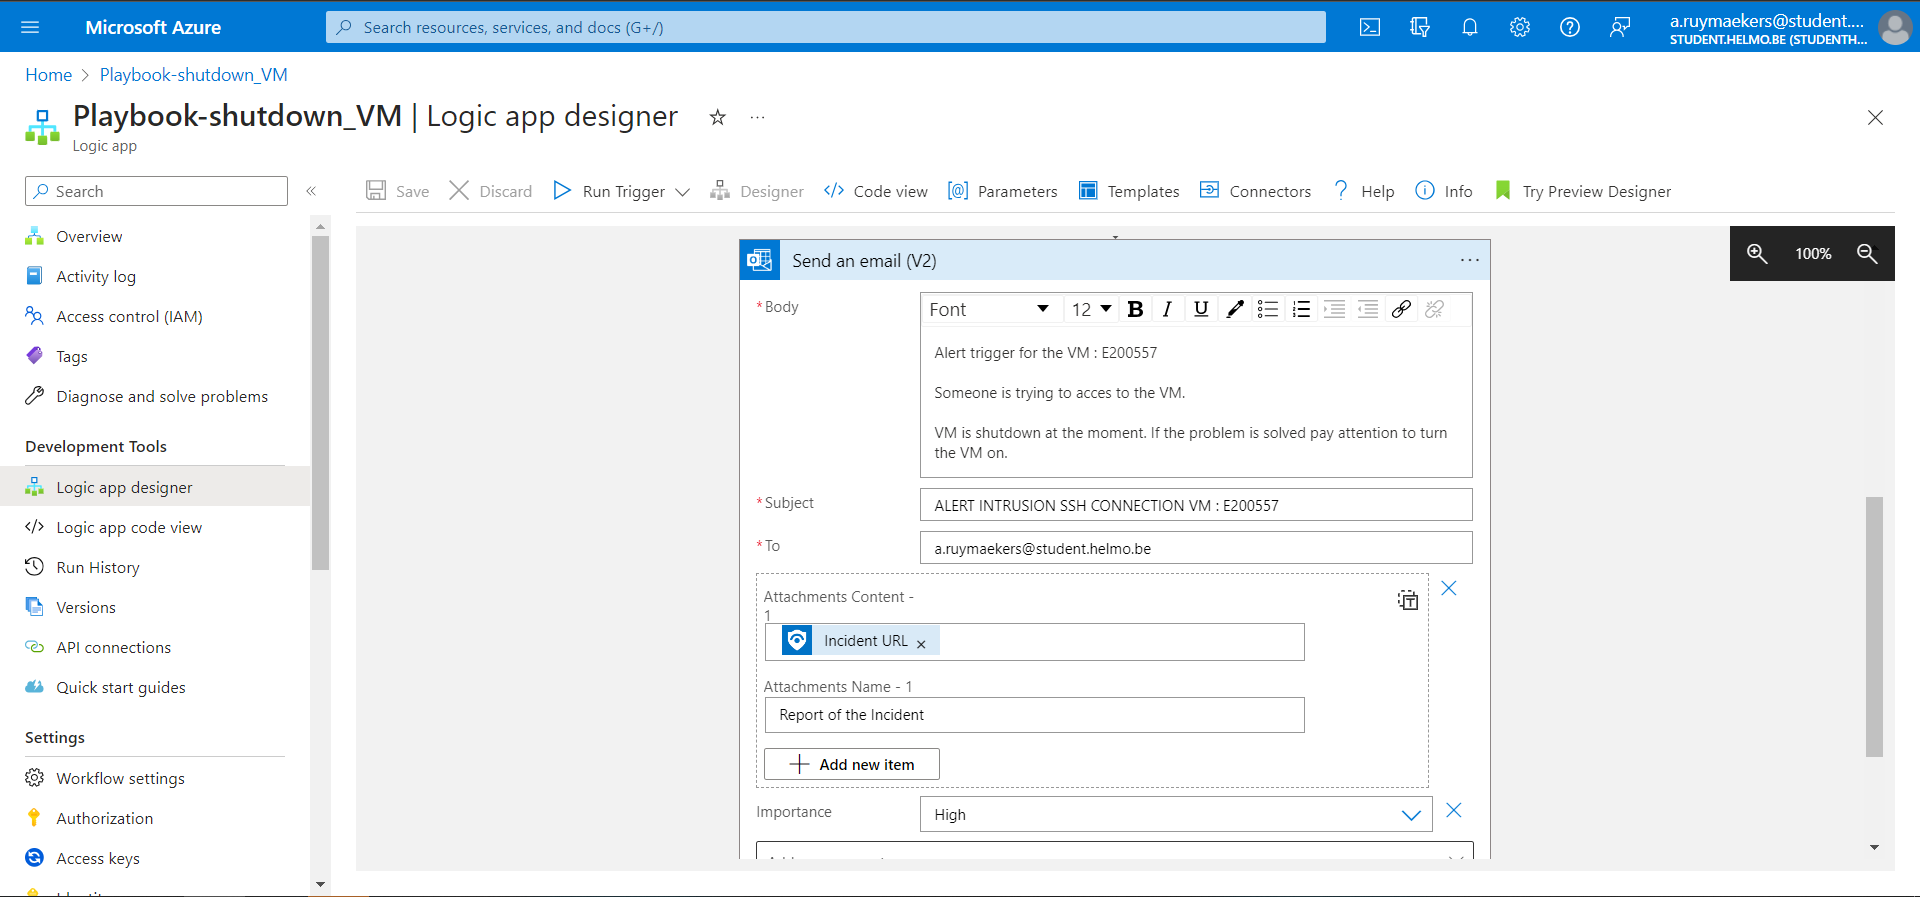 Microsoft Azure
Search resources, services, and docs (G+/)
a.ruymaekers@student....
STUDENT.HELMO.BE (STUDENTH...
Home > Playbook-shutdown_VM
Playbook-shutdown_VM | Logic app designer
Logic app
Search
Save
Discard
Run Trigger
Designer
Code view
Parameters
Templates
Connectors
Help
Info
Try Preview Designer
Overview
Activity log
Access control (IAM)
Tags
Diagnose and solve problems
Development Tools
Logic app designer
Logic app code view
Run History
Versions
API connections
Quick start guides
Settings
Workflow settings
Authorization
Access keys
100%
Send an email (V2)
*Body
Font
12
B I U
Alert trigger for the VM : E200557
Someone is trying to acces to the VM.
VM is shutdown at the moment. If the problem is solved pay attention to turn
the VM on.
*Subject
ALERT INTRUSION SSH CONNECTION VM : E200557
*To
a.ruymaekers@student.helmo.be
Attachments Content -
1
Incident URL ×
Attachments Name - 1
Report of the Incident
Add new item
Importance
High